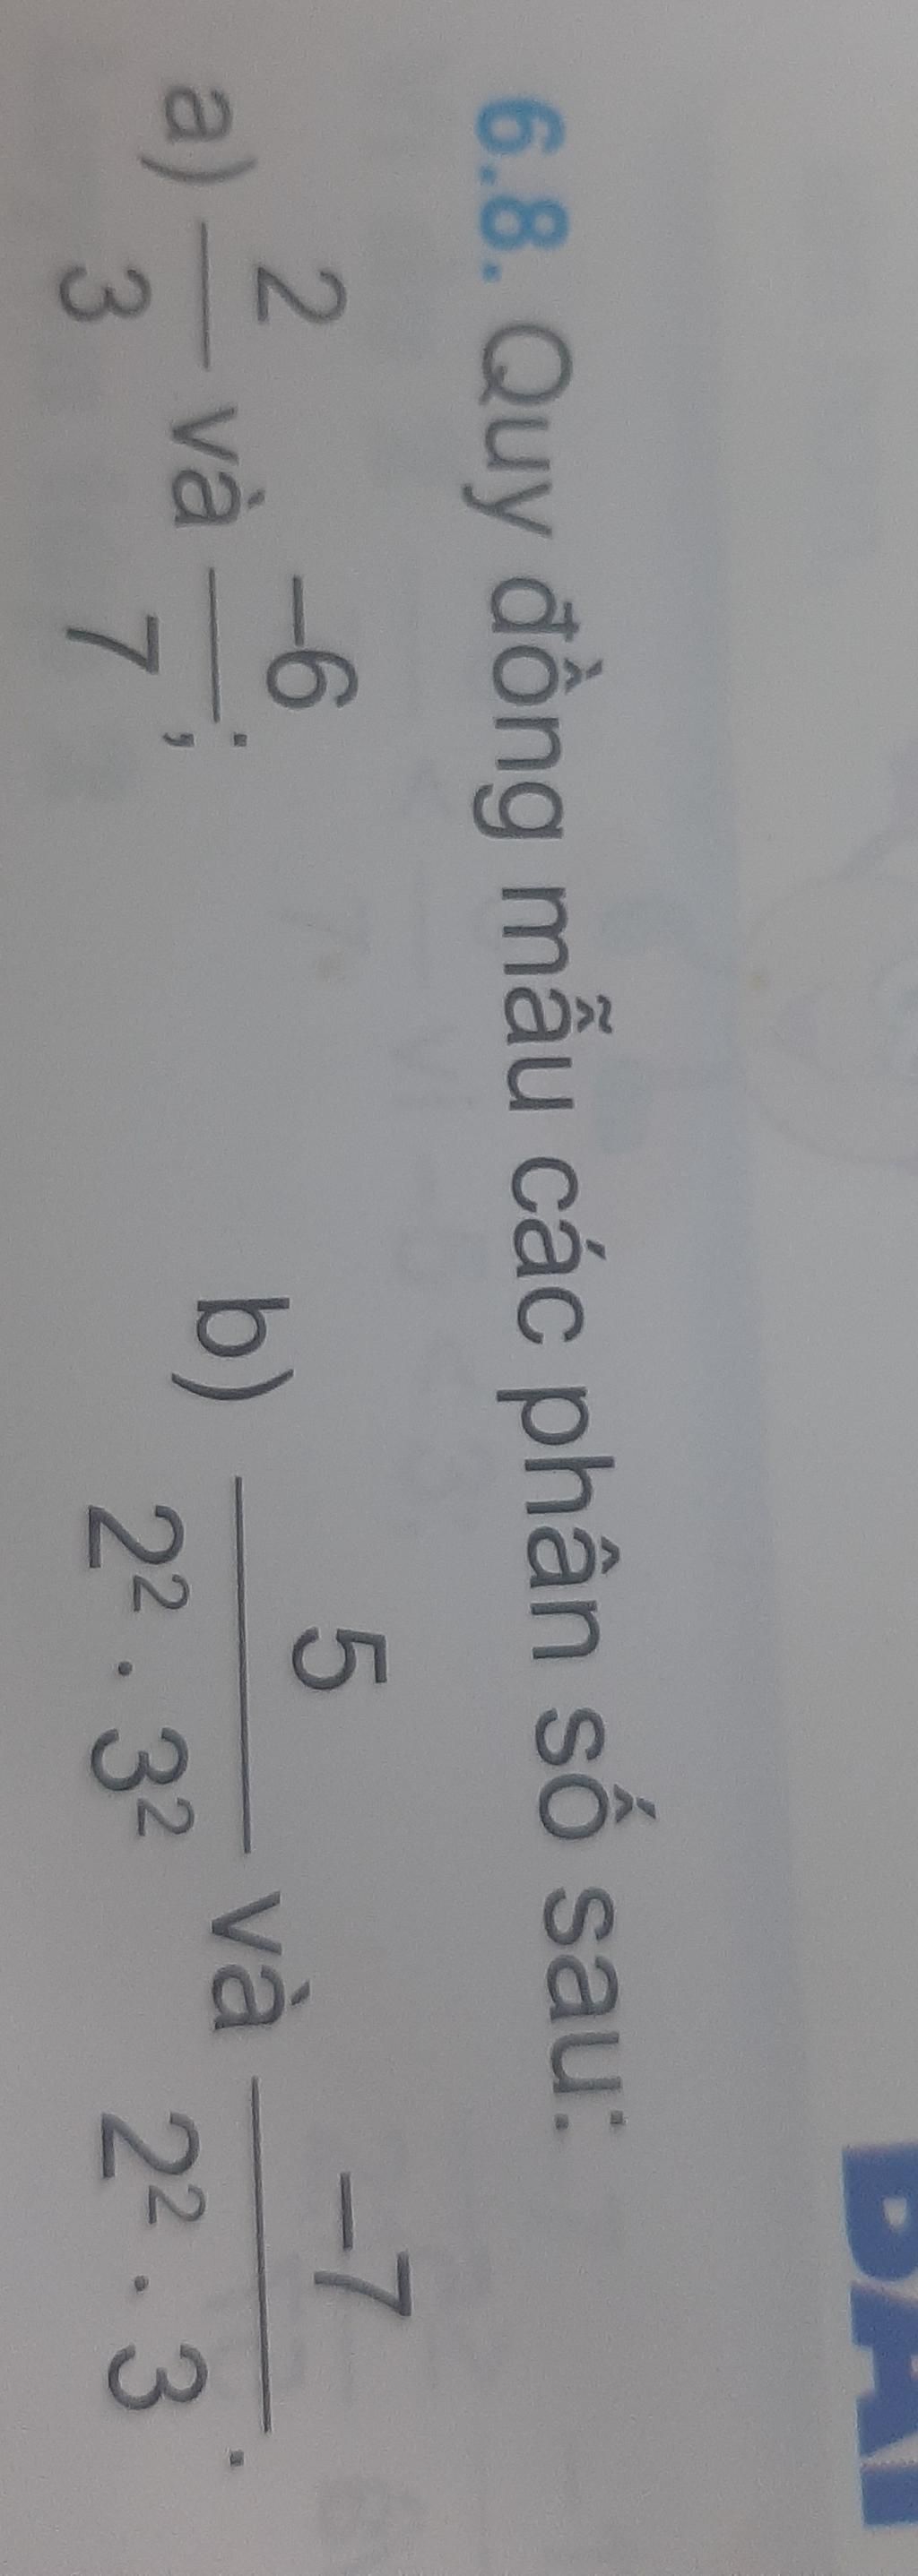 6.8. Quy đồng mẫu các phân số sau:
a) 2/3 và -6/7;  b) 5/(2² . 3²) và -7/(2² . 3).